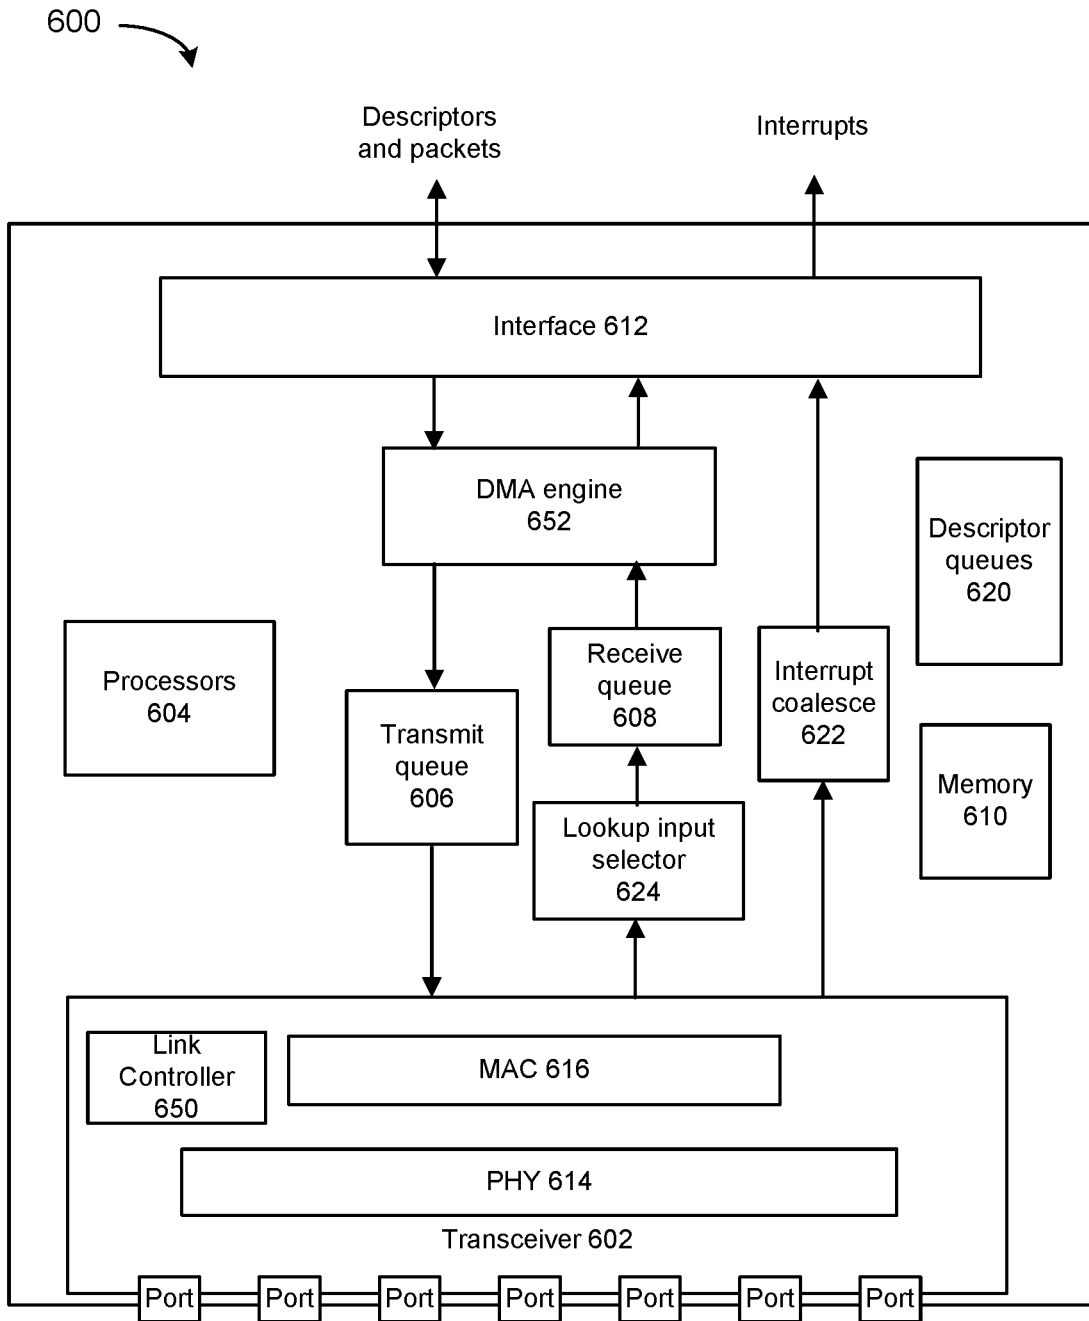 600
Descriptors
and packets
Interrupts
Interface 612
DMA engine
652
Descriptor
queues
620
Processors
604
Receive
queue
608
Interrupt
coalesce
622
Transmit
queue
606
Memory
610
Lookup input
selector
624
Link
Controller
650
MAC 616
PHY 614
Transceiver 602
Port Port Port Port Port Port Port